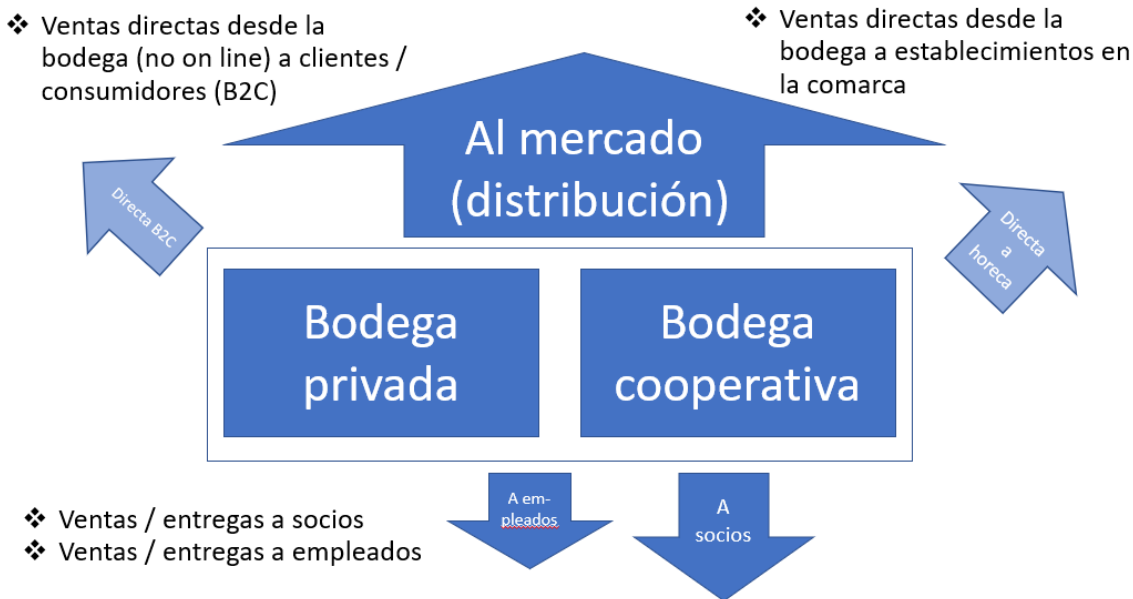 ❖ Ventas directas desde la
bodega (no on line) a clientes /
consumidores (B2C)
❖ Ventas directas desde la
bodega a establecimientos en
la comarca
Al mercado
(distribución)
Directa B2C
Directa
a
horeca
Bodega
privada
Bodega
cooperativa
A em-
pleados
A
socios
❖ Ventas / entregas a socios
❖ Ventas / entregas a empleados